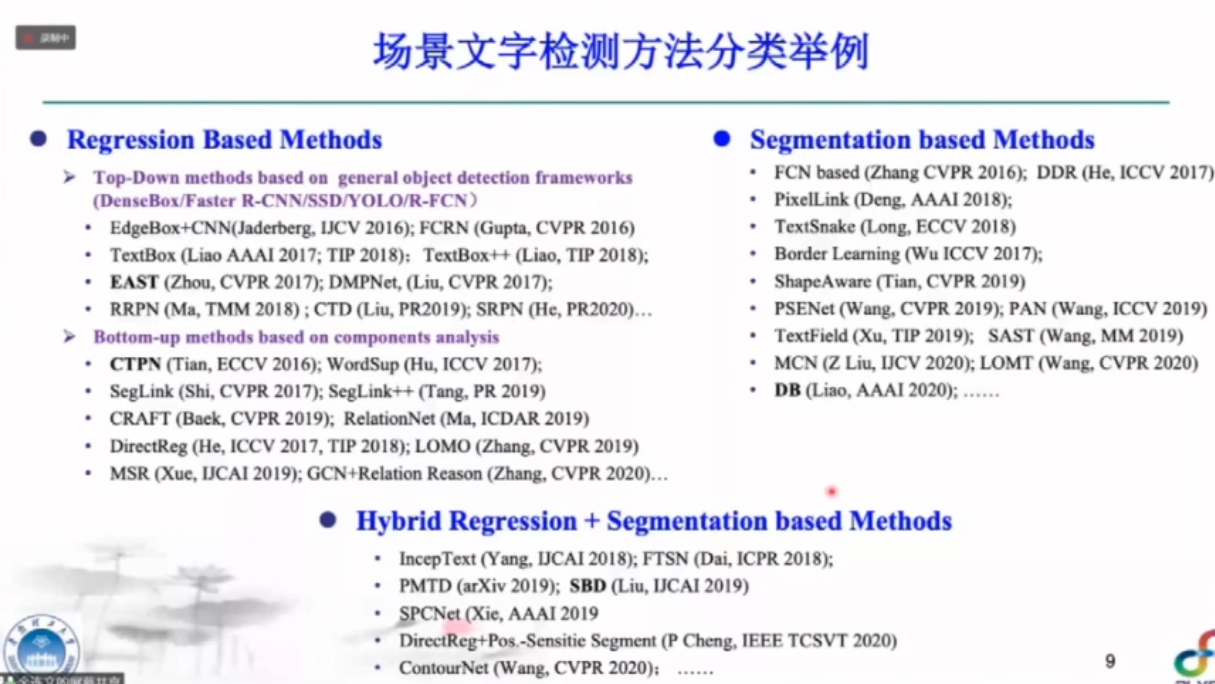 录制中
场景文字检测方法分类举例
Regression Based Methods
Top-Down methods based on general object detection frameworks
(DenseBox/Faster R-CNN/SSD/YOLO/R-FCN）
EdgeBox+CNN(Jaderberg, IJCV 2016); FCRN (Gupta, CVPR 2016)
TextBox (Liao AAAI 2017; TIP 2018)； TextBox++ (Liao, TIP 2018);
EAST (Zhou, CVPR 2017); DMPNet, (Liu, CVPR 2017);
RRPN (Ma, TMM 2018) ; CTD (Liu, PR2019); SRPN (He, PR2020)…
Bottom-up methods based on components analysis
CTPN (Tian, ECCV 2016); WordSup (Hu, ICCV 2017);
SegLink (Shi, CVPR 2017); SegLink++ (Tang, PR 2019)
CRAFT (Baek, CVPR 2019); RelationNet (Ma, ICDAR 2019)
DirectReg (He, ICCV 2017, TIP 2018); LOMO (Zhang, CVPR 2019)
MSR (Xue, IJCAI 2019); GCN+Relation Reason (Zhang, CVPR 2020)…
Segmentation based Methods
FCN based (Zhang CVPR 2016); DDR (He, ICCV 2017)
PixelLink (Deng, AAAI 2018);
TextSnake (Long, ECCV 2018)
Border Learning (Wu ICCV 2017);
ShapeAware (Tian, CVPR 2019)
PSENet (Wang, CVPR 2019); PAN (Wang, ICCV 2019)
TextField (Xu, TIP 2019); SAST (Wang, MM 2019)
MCN (Z Liu, IJCV 2020); LOMT (Wang, CVPR 2020)
DB (Liao, AAAI 2020); ……
Hybrid Regression + Segmentation based Methods
IncepText (Yang, IJCAI 2018); FTSN (Dai, ICPR 2018);
PMTD (arXiv 2019); SBD (Liu, IJCAI 2019)
SPCNet (Xie, AAAI 2019
DirectReg+Pos.-Sensitie Segment (P Cheng, IEEE TCSVT 2020)
ContourNet (Wang, CVPR 2020)； ……
9